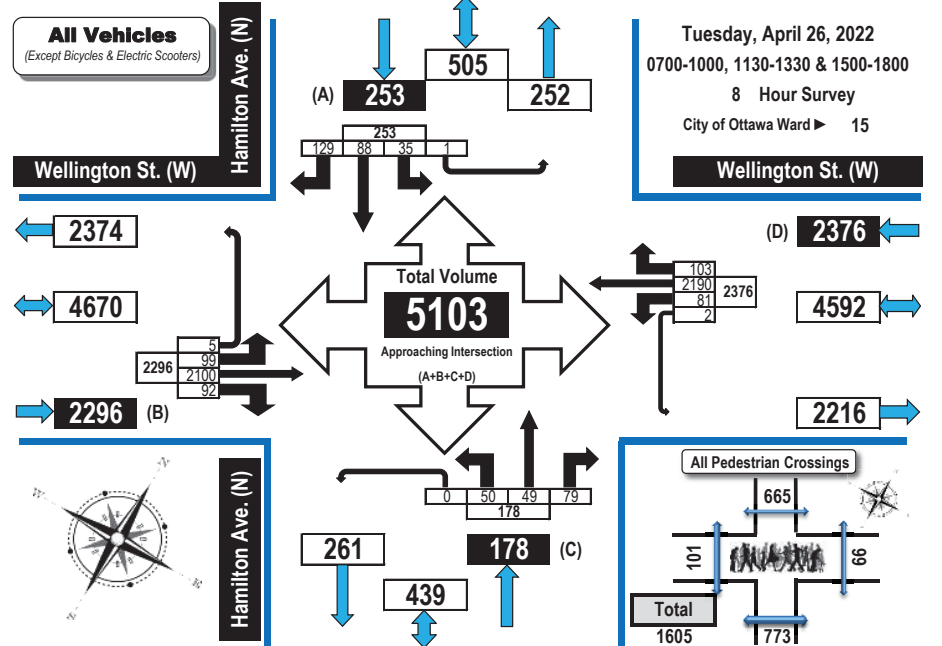 All Vehicles
(Except Bicycles & Electric Scooters)
Hamilton Ave. (N)
Wellington St. (W)
505
(A) 253
252
253
129 88 35 1
Tuesday, April 26, 2022
0700-1000, 1130-1330 & 1500-1800
8 Hour Survey
City of Ottawa Ward ► 15
Wellington St. (W)
2374
4670
5
99
2296
2100
92
2296 (B)
Total Volume
5103
Approaching Intersection
(A+B+C+D)
(D) 2376
103
2190
2376
81
2
4592
2216
N
W
E
S
Hamilton Ave. (N)
0 50 49 79
178
261
178 (C)
439
All Pedestrian Crossings
665
101
66
Total
1605
773